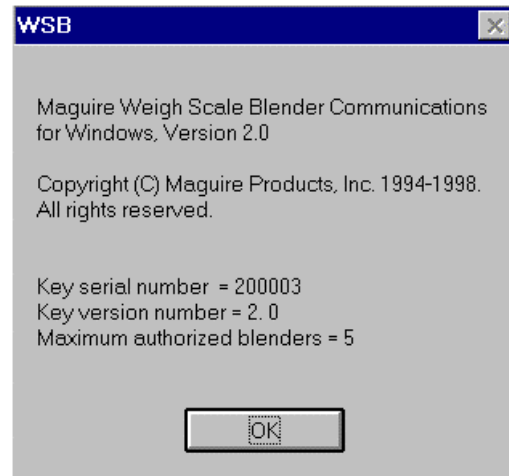 WSB
Maguire Weigh Scale Blender Communications
for Windows, Version 2.0
Copyright (C) Maguire Products, Inc. 1994-1998.
All rights reserved.
Key serial number = 200003
Key version number = 2. 0
Maximum authorized blenders = 5
OK